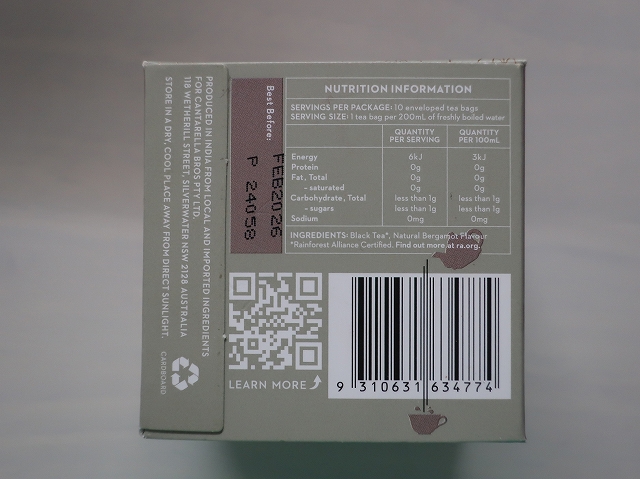 PRODUCED IN INDIA FROM LOCAL AND IMPORTED INGREDIENTS
FOR CANTARELLA BROS PTY LTD.
118 WETHERILL STREET, SILVERWATER NSW 2128 AUSTRALIA
STORE IN A DRY, COOL PLACE AWAY FROM DIRECT SUNLIGHT.
CARDBOARD
Best Before:
FEB2026
P 24058
NUTRITION INFORMATION
SERVINGS PER PACKAGE: 10 enveloped tea bags
SERVING SIZE: 1 tea bag per 200mL of freshly boiled water
QUANTITY PER SERVING QUANTITY PER 100mL
Energy 6kJ 3kJ
Protein 0g 0g
Fat, Total 0g 0g
– saturated 0g 0g
Carbohydrate, Total less than 1g less than 1g
– sugars less than 1g less than 1g
Sodium 0mg 0mg
INGREDIENTS: Black Tea*, Natural Bergamot Flavour
*Rainforest Alliance Certified. Find out more at ra.org.
LEARN MORE
9 310631 634774